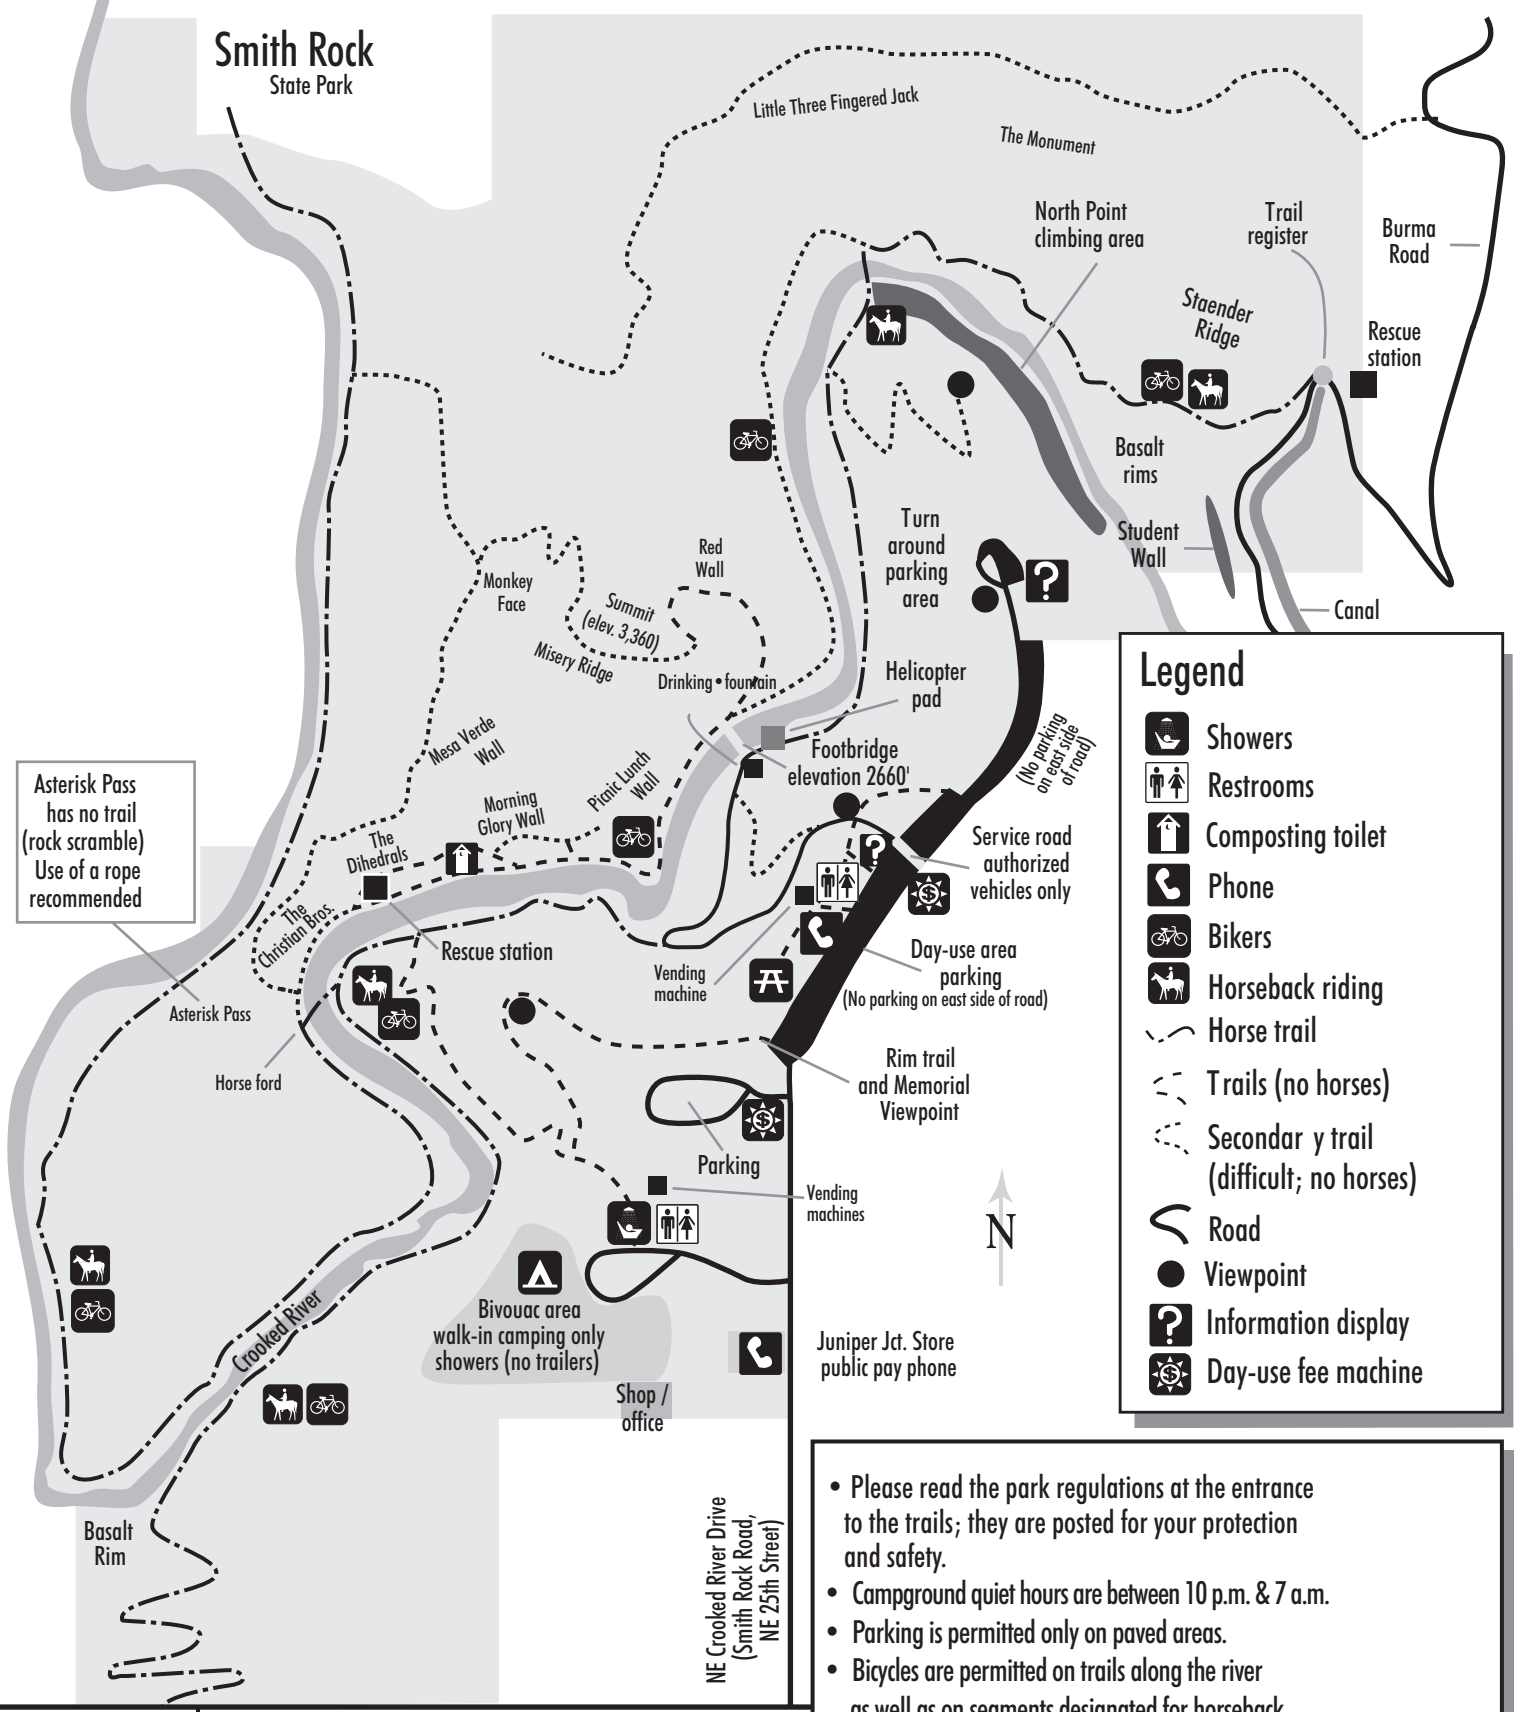 Smith Rock
State Park
Little Three Fingered Jack
The Monument
North Point
climbing area
Trail
register
Burma
Road
Staender
Ridge
Rescue
station
Basalt
rims
Turn
around
parking
area
Student
Wall
Canal
Red
Wall
Monkey
Face
Summit
(elev. 3,360)
Misery Ridge
Drinking • fountain
Helicopter
pad
Mesa Verde
Wall
Footbridge
elevation 2660'
(No parking
on east side
of road)
Picnic Lunch
Wall
Morning
Glory Wall
The
Dihedrals
Asterisk Pass
has no trail
(rock scramble)
Use of a rope
recommended
Service road
authorized
vehicles only
The
Christian Bros.
Rescue station
Day-use area
parking
(No parking on east side of road)
Vending
machine
Asterisk Pass
Horse ford
Rim trail
and Memorial
Viewpoint
Parking
Vending
machines
N
Crooked River
Bivouac area
walk-in camping only
showers (no trailers)
Juniper Jct. Store
public pay phone
Shop /
office
Basalt
Rim
NE Crooked River Drive
(Smith Rock Road,
NE 25th Street)
Legend
Showers
Restrooms
Composting toilet
Phone
Bikers
Horseback riding
Horse trail
Trails (no horses)
Secondar y trail
(difficult; no horses)
Road
Viewpoint
? Information display
$ Day-use fee machine
• Please read the park regulations at the entrance
to the trails; they are posted for your protection
and safety.
• Campground quiet hours are between 10 p.m. & 7 a.m.
• Parking is permitted only on paved areas.
• Bicycles are permitted on trails along the river
as well as on segments designated for horseback